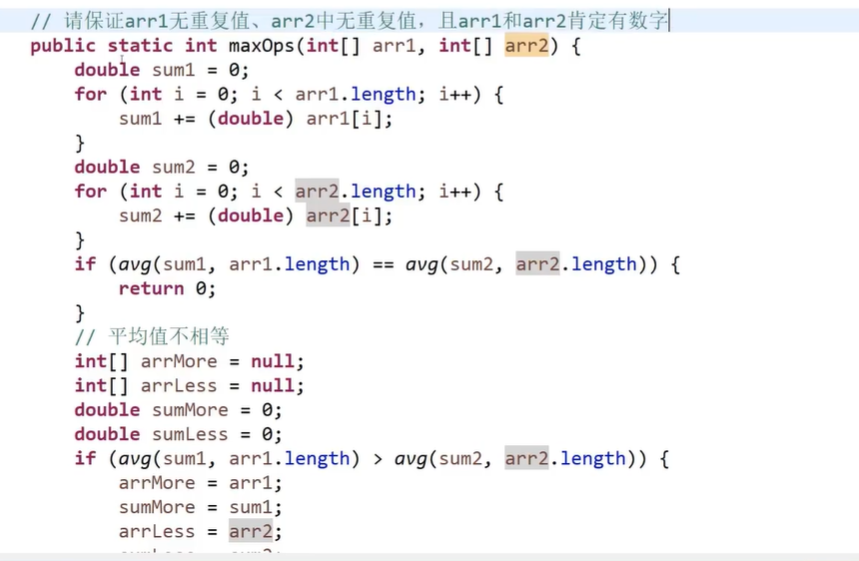 // 请保证arr1无重复值、arr2中无重复值，且arr1和arr2肯定有数字
public static int maxOps(int[] arr1, int[] arr2) {
double sum1 = 0;
for (int i = 0; i < arr1.length; i++) {
sum1 += (double) arr1[i];
}
double sum2 = 0;
for (int i = 0; i < arr2.length; i++) {
sum2 += (double) arr2[i];
}
if (avg(sum1, arr1.length) == avg(sum2, arr2.length)) {
return 0;
}
// 平均值不相等
int[] arrMore = null;
int[] arrLess = null;
double sumMore = 0;
double sumLess = 0;
if (avg(sum1, arr1.length) > avg(sum2, arr2.length)) {
arrMore = arr1;
sumMore = sum1;
arrLess = arr2;